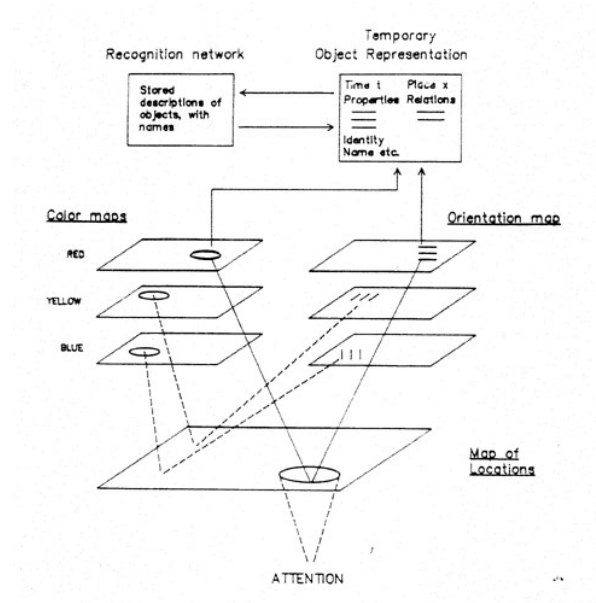 Temporary
Recognition network
Object Representation
Stored
descriptions of
objects, with
names
Time t Place x
Properties Relations
Identity
Name etc.
Color maps
Orientation map
RED
YELLOW
BLUE
Map of
Locations
ATTENTION